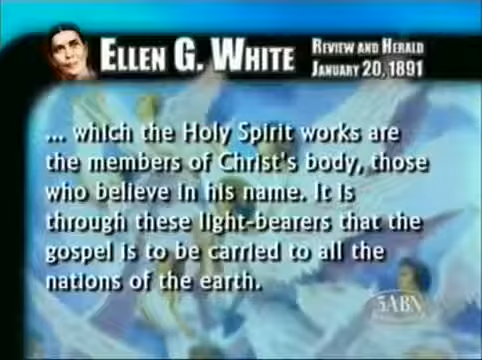 ELLEN G. WHITE
REVIEW AND HERALD
JANUARY 20, 1891
... which the Holy Spirit works are
the members of Christ's body, those
who believe in his name. It is
through these light-bearers that the
gospel is to be carried to all the
nations of the earth.
3ABN